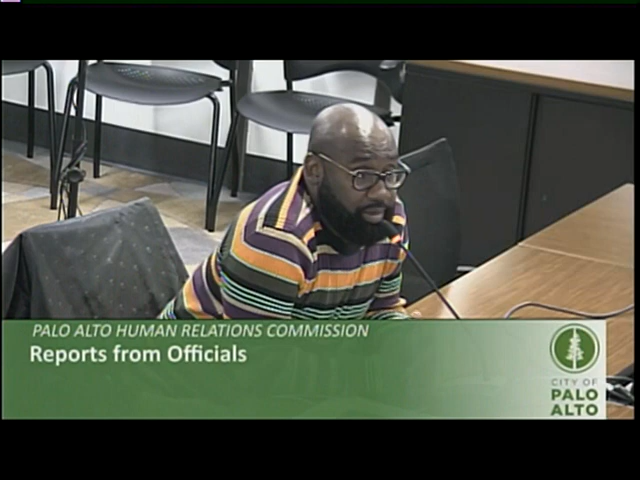 PALO ALTO HUMAN RELATIONS COMMISSION
Reports from Officials
CITY OF
PALO
ALTO